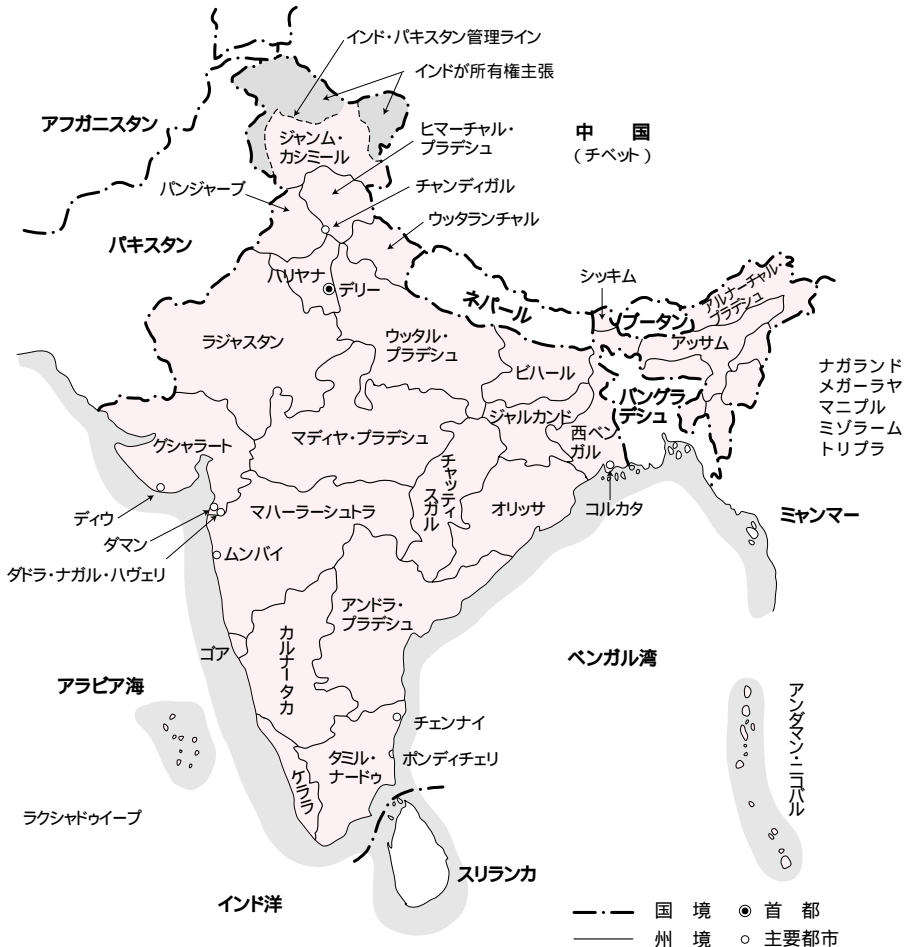 インド・パキスタン管理ライン
インドが所有権主張
アフガニスタン
ヒマーチャル・
プラデシュ
中　国
（チベット）
ジャンム・
カシミール
パンジャーブ
チャンディガル
ウッタランチャル
パキスタン
ハリヤナ
デリー
ネパール
シッキム
ブータン
アルナーチャル・
プラデシュ
ラジャスタン
ウッタル・
プラデシュ
アッサム
ビハール
ナガランド
メガーラヤ
マニプル
ミゾラーム
トリプラ
バングラ
デシュ
ジャルカンド
グシャラート
マディヤ・プラデシュ
西ベン
ガル
チャッティ
スガル
ディウ
マハーラーシュトラ
オリッサ
コルカタ
ミャンマー
ダマン
ムンバイ
ダドラ・ナガル・ハヴェリ
アンドラ・
プラデシュ
カルナータカ
ゴア
ベンガル湾
アラビア海
アンダマン・ニコバル
チェンナイ
タミル・
ナードゥ
ポンディチェリ
ケララ
ラクシャドゥイープ
スリランカ
インド洋
国　境
首　都
州　境
主要都市